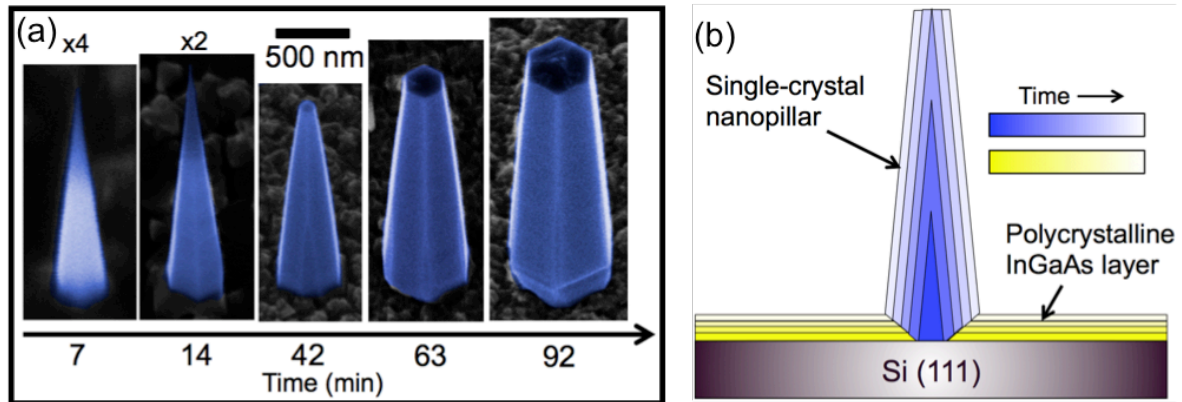 (a)
x4
x2
500 nm
7
14
42
63
92
Time (min)
(b)
Single-crystal
nanopillar
Time
Polycrystalline
InGaAs layer
Si (111)